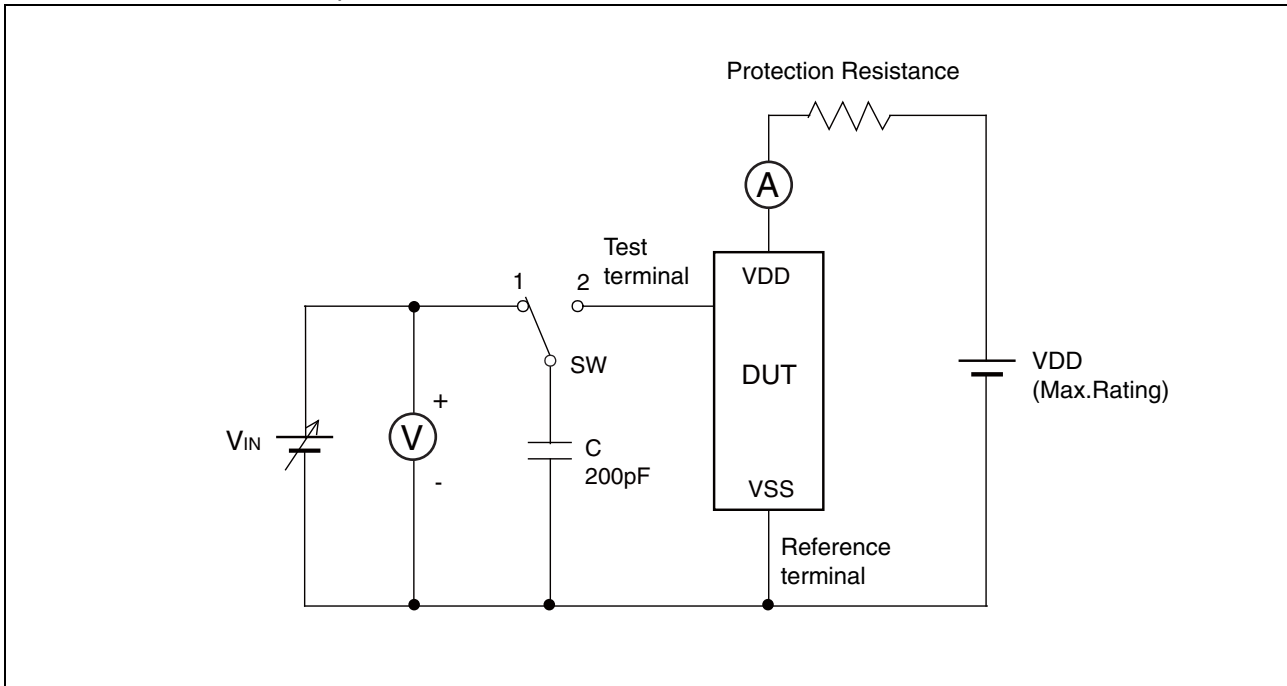 Protection Resistance
A
Test
terminal
VDD
1
2
SW
DUT
VDD
(Max.Rating)
+
VIN
V
C
200pF
-
VSS
Reference
terminal